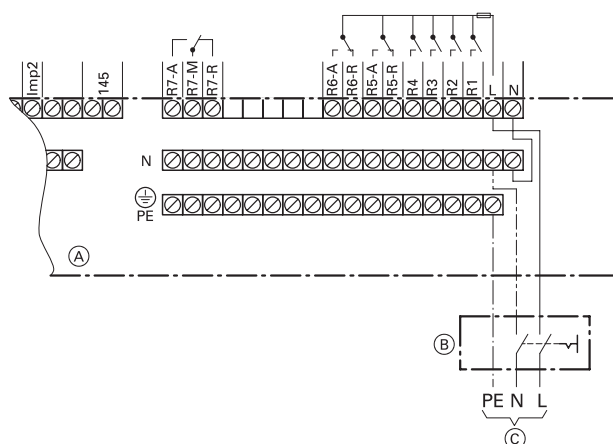 Imp2
145
R7-A
R7-M
R7-R
R6-A
R6-R
R5-A
R5-R
R4
R3
R2
R1
L
N
N
PE
A
B
PE N L
C